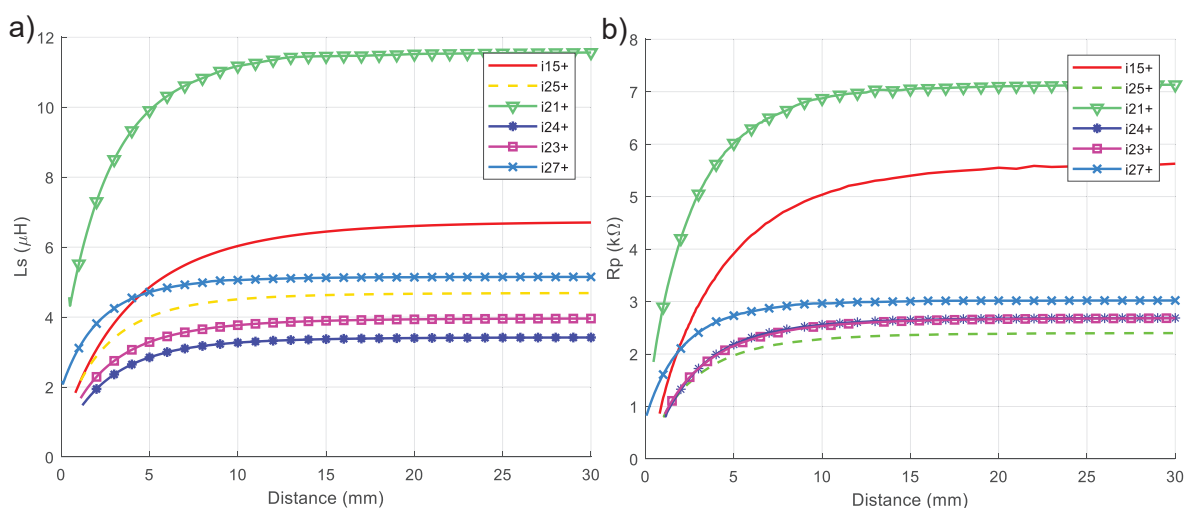 a)
12
10
8
6
4
2
0
Ls (μH)
0 5 10 15 20 25 30
Distance (mm)
i15+
i25+
i21+
i24+
i23+
i27+
b)
8
7
6
5
4
3
2
1
0
Rp (kΩ)
0 5 10 15 20 25 30
Distance (mm)
i15+
i25+
i21+
i24+
i23+
i27+